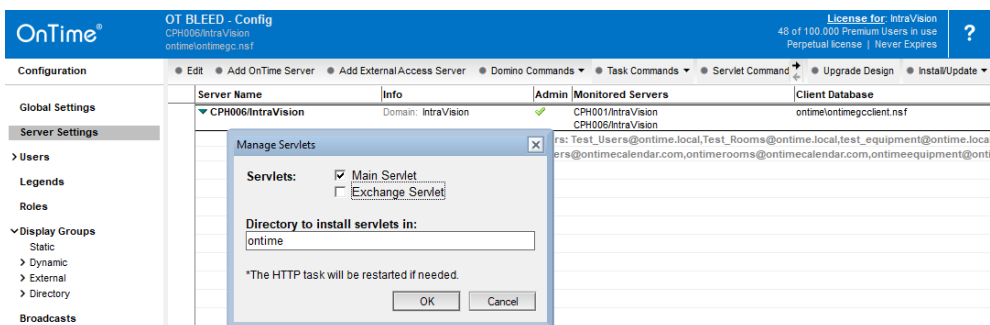 OnTime®
OT BLEED - Config
CPH006/IntraVision
ontime\ontimegc.nsf
License for: IntraVision
48 of 100.000 Premium Users in use
Perpetual license | Never Expires
?
Configuration
Edit Add OnTime Server Add External Access Server Domino Commands Task Commands Servlet Command Upgrade Design Install/Update
Global Settings
Server Settings
Users
Legends
Roles
Display Groups
Static
Dynamic
External
Directory
Broadcasts
Server Name Info Admin Monitored Servers Client Database
CPH006/IntraVision Domain: IntraVision CPH001/IntraVision ontime\ontimegcclient.nsf
CPH006/IntraVision
rs: Test_Users@ontime.local,Test_Rooms@ontime.local,test_equipment@ontime.loca
ers@ontimecalendar.com,ontimerooms@ontimecalendar.com,ontimeequipment@onti
Manage Servlets
Servlets: Main Servlet
Exchange Servlet
Directory to install servlets in:
ontime
*The HTTP task will be restarted if needed.
OK Cancel